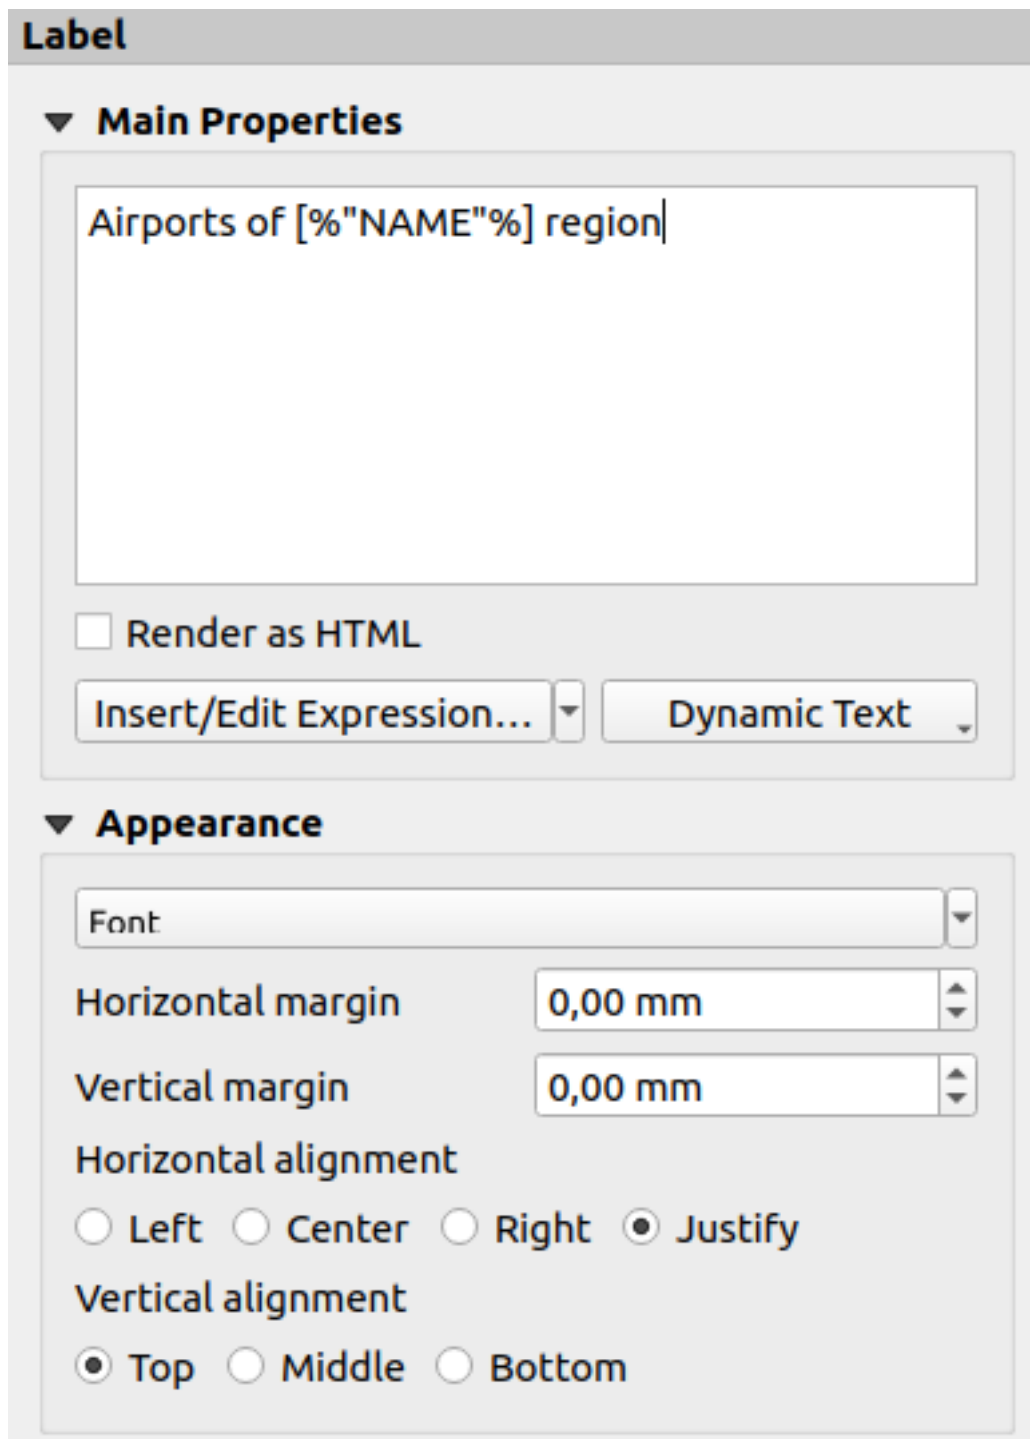 Label
Main Properties
Airports of [%"NAME"%] region
Render as HTML
Insert/Edit Expression... Dynamic Text
Appearance
Font
Horizontal margin 0,00 mm
Vertical margin 0,00 mm
Horizontal alignment
Left Center Right Justify
Vertical alignment
Top Middle Bottom